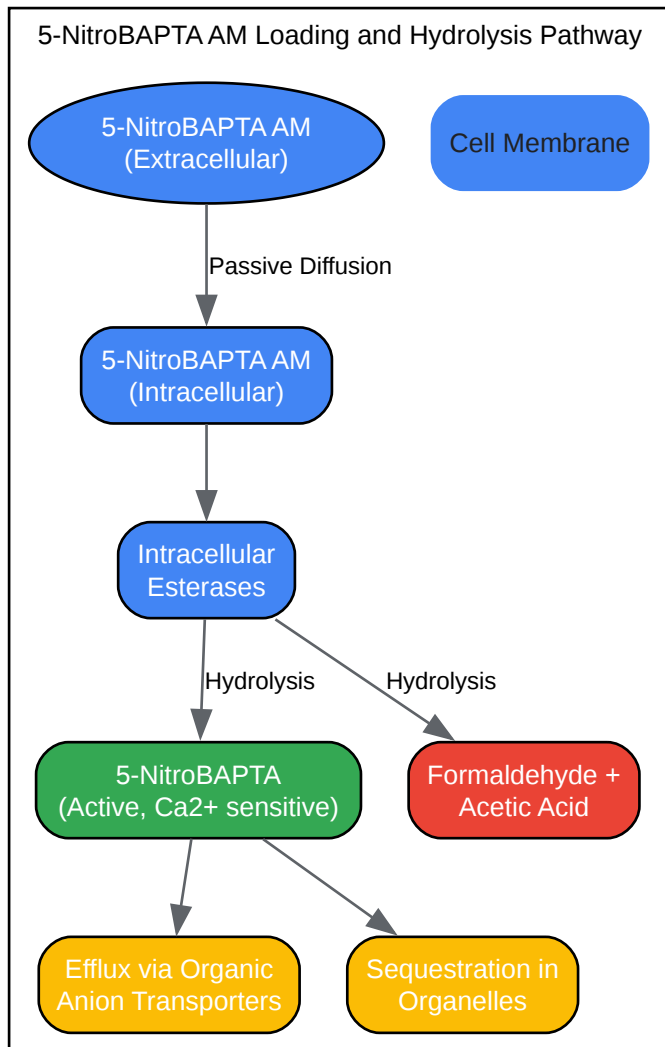 5-NitroBAPTA AM Loading and Hydrolysis Pathway
5-NitroBAPTA AM
(Extracellular)
Cell Membrane
Passive Diffusion
5-NitroBAPTA AM
(Intracellular)
Intracellular
Esterases
Hydrolysis
Hydrolysis
5-NitroBAPTA
(Active, Ca2+ sensitive)
Formaldehyde +
Acetic Acid
Efflux via Organic
Anion Transporters
Sequestration in
Organelles